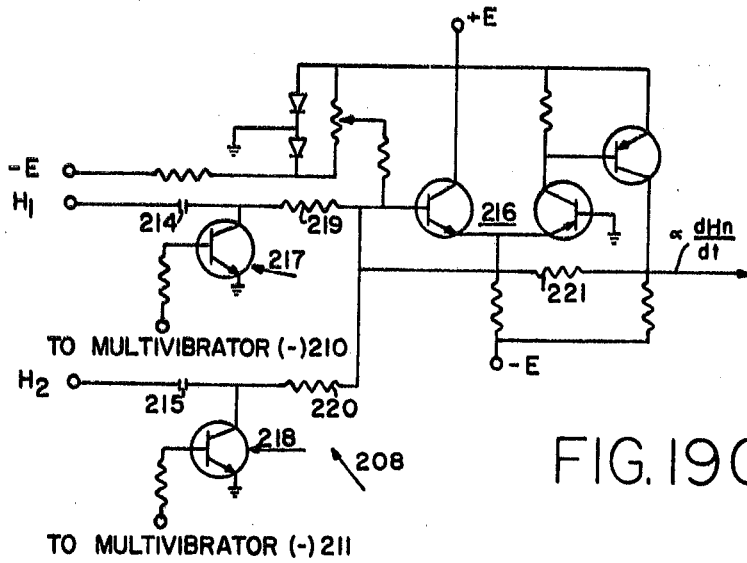 +E
-E
H1
214
219
216
217
∝ dHn
dt
221
TO MULTIVIBRATOR (-)210
-E
H2
215
220
218
208
FIG. 19C
TO MULTIVIBRATOR (-)211